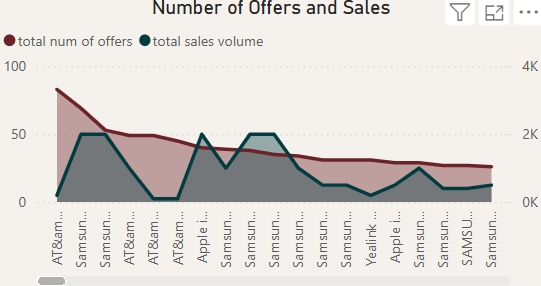 Number of Offers and Sales
total num of offers total sales volume
100 4K
50 2K
0 0K
AT&am...
Samsun...
Samsun...
AT&am...
AT&am...
AT&am...
Apple i...
Samsun...
Samsun...
Samsun...
Samsun...
Samsun...
Samsun...
Yealink ...
Apple i...
Samsun...
Samsun...
SAMSU...
Samsun...